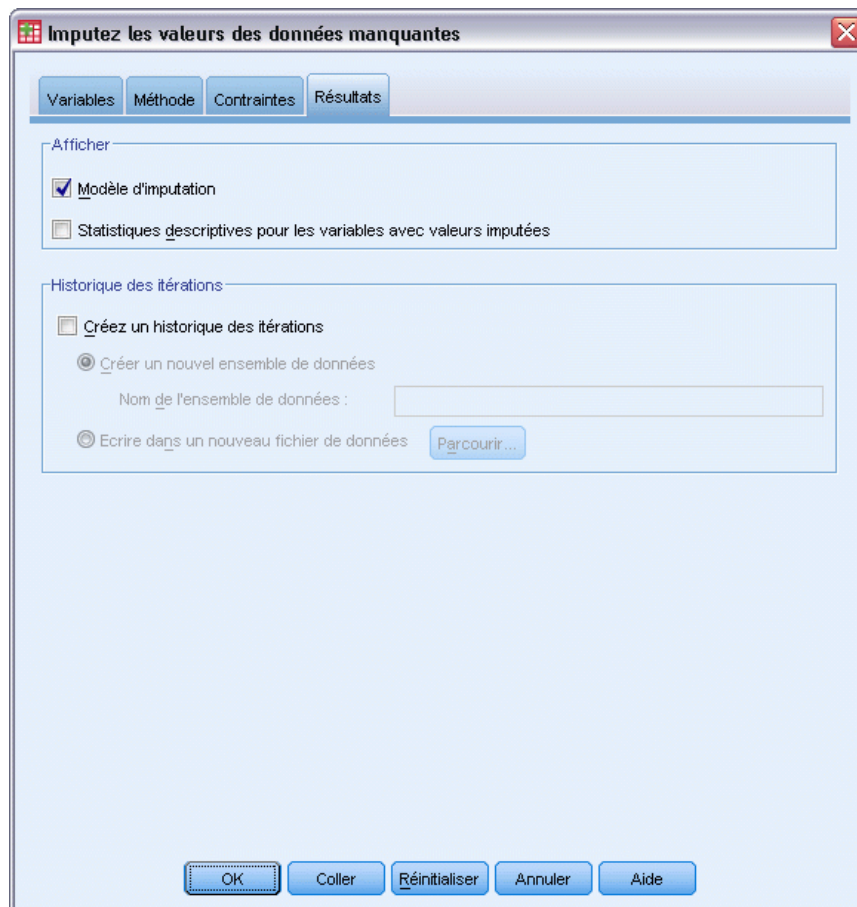 Imputez les valeurs des données manquantes
Variables Méthode Contraintes Résultats
Afficher
Modèle d'imputation
Statistiques descriptives pour les variables avec valeurs imputées
Historique des itérations
Créez un historique des itérations
Créer un nouvel ensemble de données
Nom de l'ensemble de données :
Ecrire dans un nouveau fichier de données Parcourir...
OK Coller Réinitialiser Annuler Aide